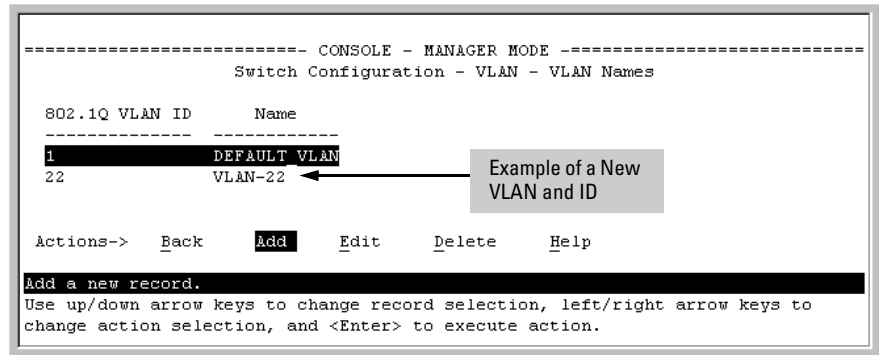 ===========================- CONSOLE - MANAGER MODE -============================
Switch Configuration - VLAN - VLAN Names
802.1Q VLAN ID Name
-------------- ------------
1 DEFAULT_VLAN
22 VLAN-22
Example of a New
VLAN and ID
Actions-> Back Add Edit Delete Help
Add a new record.
Use up/down arrow keys to change record selection, left/right arrow keys to
change action selection, and <Enter> to execute action.